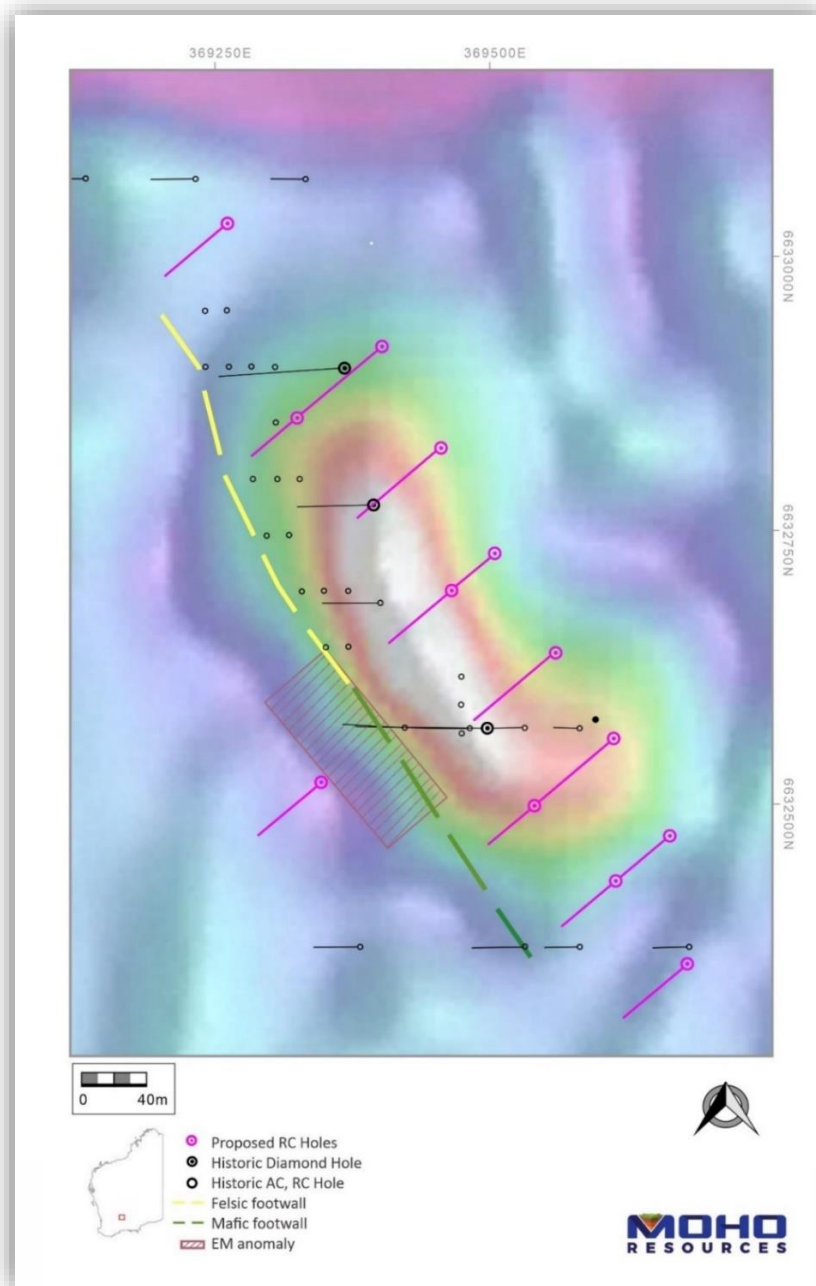 369250E
369500E
6633000N
6632750N
6632500N
0 40m
Proposed RC Holes
Historic Diamond Hole
Historic AC, RC Hole
Felsic footwall
Mafic footwall
EM anomaly
MOHO
RESOURCES